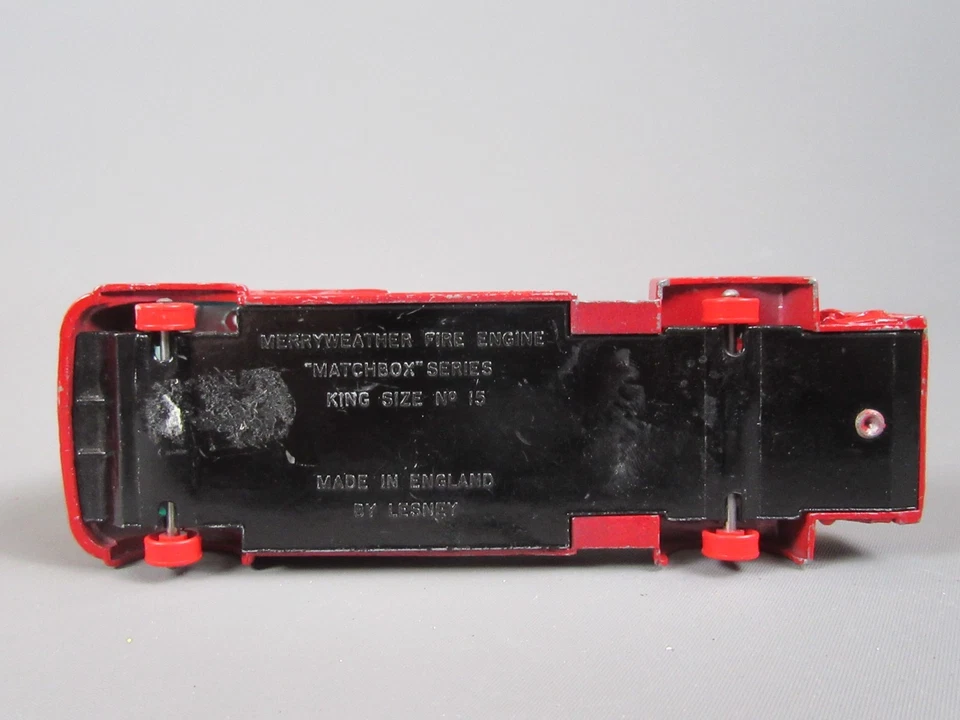 MERRYWEATHER FIRE ENGINE
"MATCHBOX" SERIES
KING SIZE Nº 15
MADE IN ENGLAND
BY LESNEY